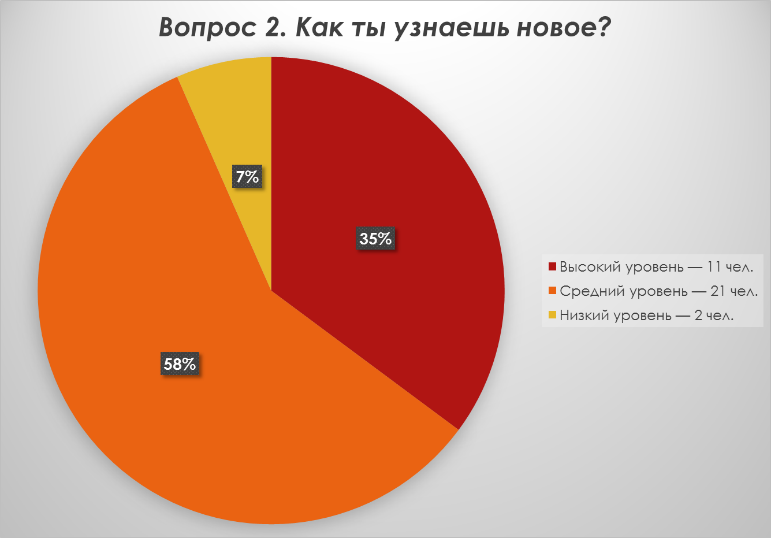 Вопрос 2. Как ты узнаешь новое?
7%
35%
58%
Высокий уровень — 11 чел.
Средний уровень — 21 чел.
Низкий уровень — 2 чел.